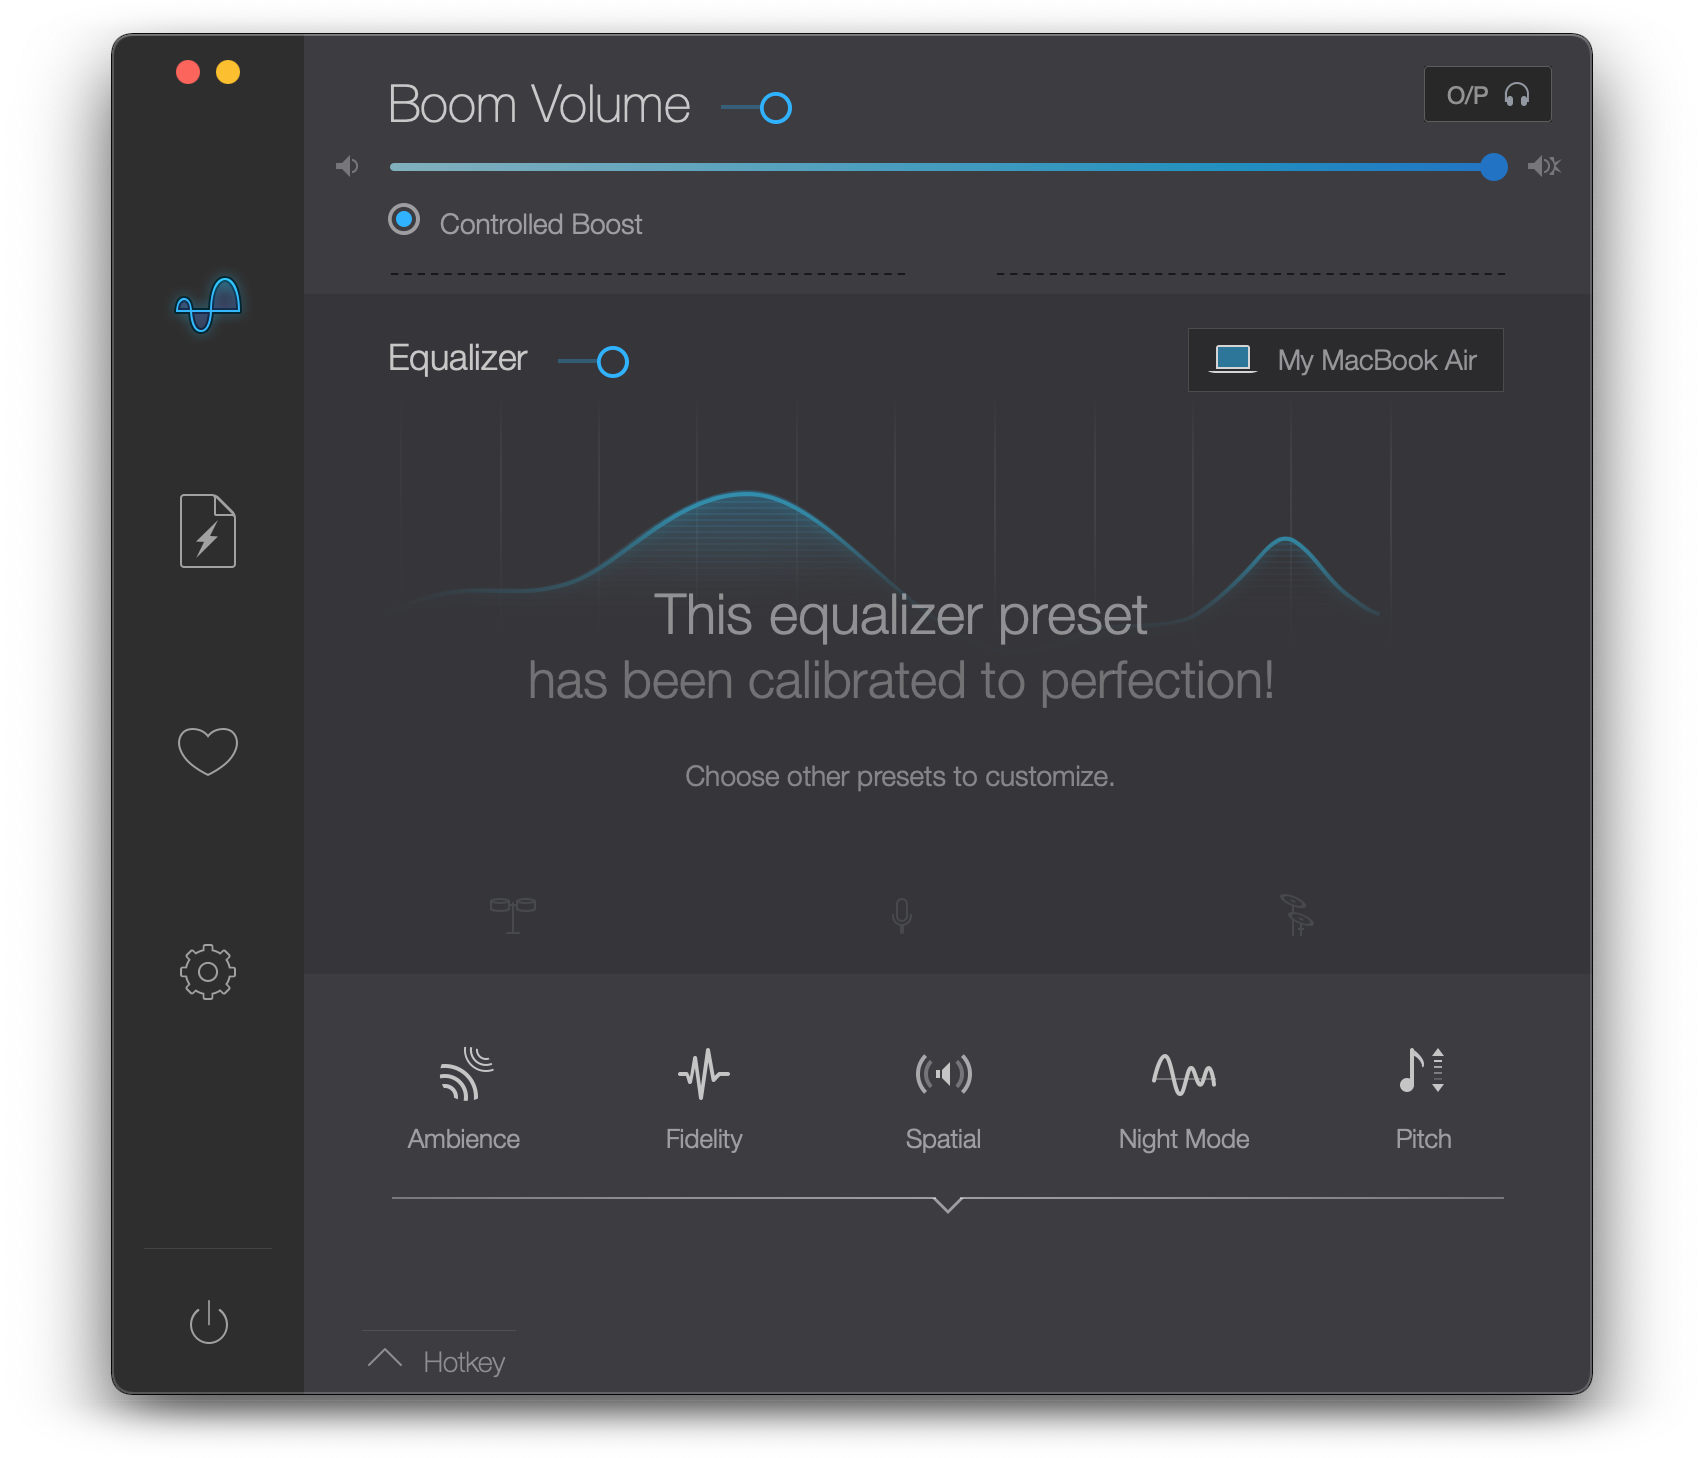 Boom Volume
O/P
Controlled Boost
Equalizer
My MacBook Air
This equalizer preset
has been calibrated to perfection!
Choose other presets to customize.
Ambience
Fidelity
Spatial
Night Mode
Pitch
Hotkey